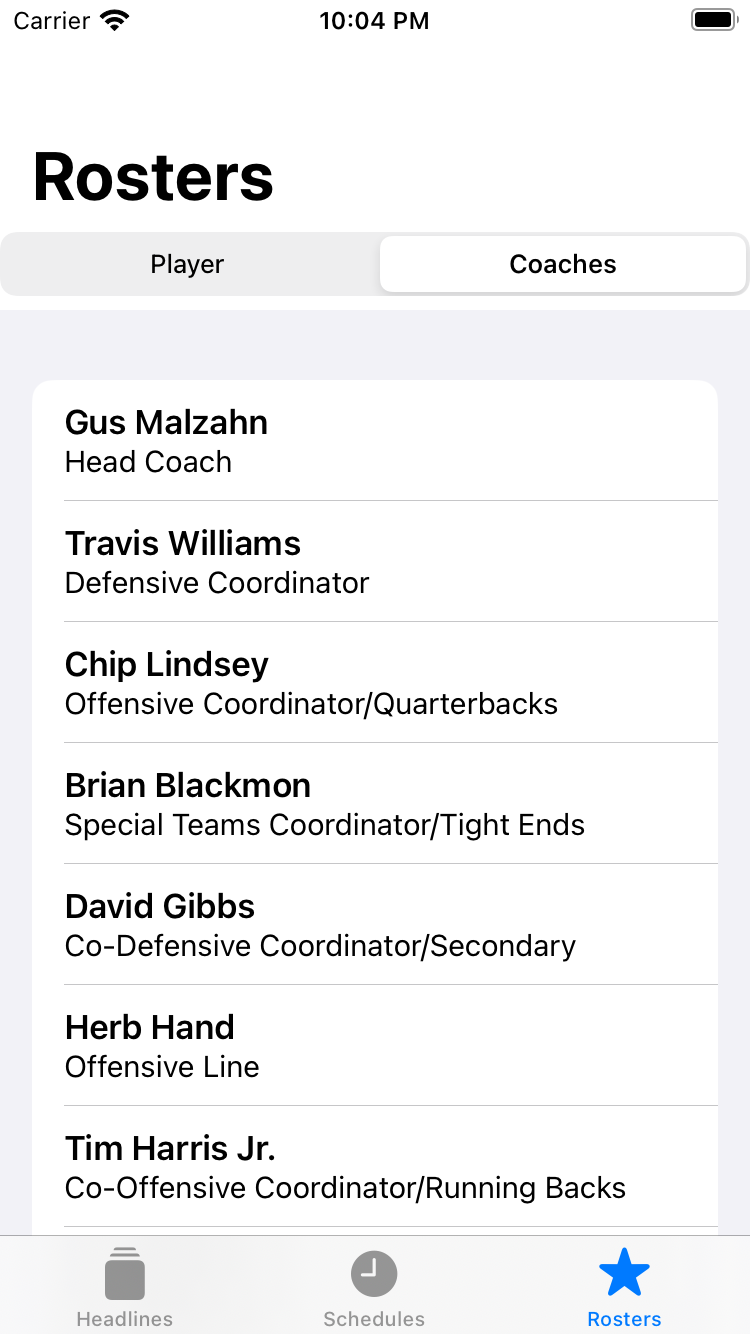 Carrier 10:04 PM
Rosters
Player Coaches
Gus Malzahn
Head Coach
Travis Williams
Defensive Coordinator
Chip Lindsey
Offensive Coordinator/Quarterbacks
Brian Blackmon
Special Teams Coordinator/Tight Ends
David Gibbs
Co-Defensive Coordinator/Secondary
Herb Hand
Offensive Line
Tim Harris Jr.
Co-Offensive Coordinator/Running Backs
Headlines Schedules Rosters